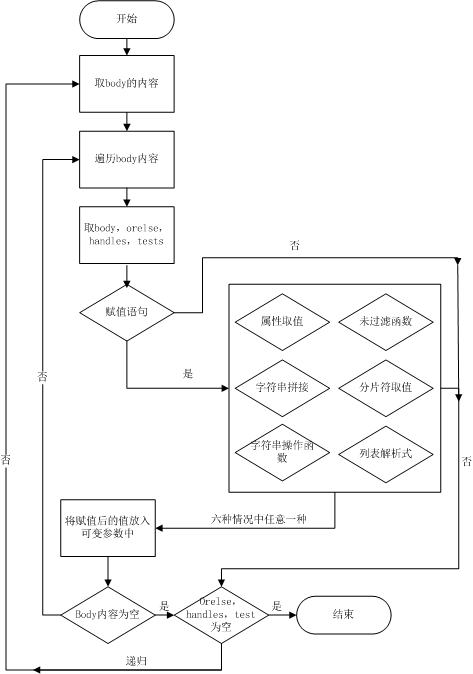 开始
取body的内容
遍历body内容
取body，orelse，
handles，tests
否
赋值语句
属性取值
未过滤函数
是
字符串拼接
分片符取值
否
字符串操作函
数
列表解析式
否
否
将赋值后的值放入
可变参数中
六种情况中任意一种
Body内容为空
是
Orelse，
handles，test
为空
是
结束
递归